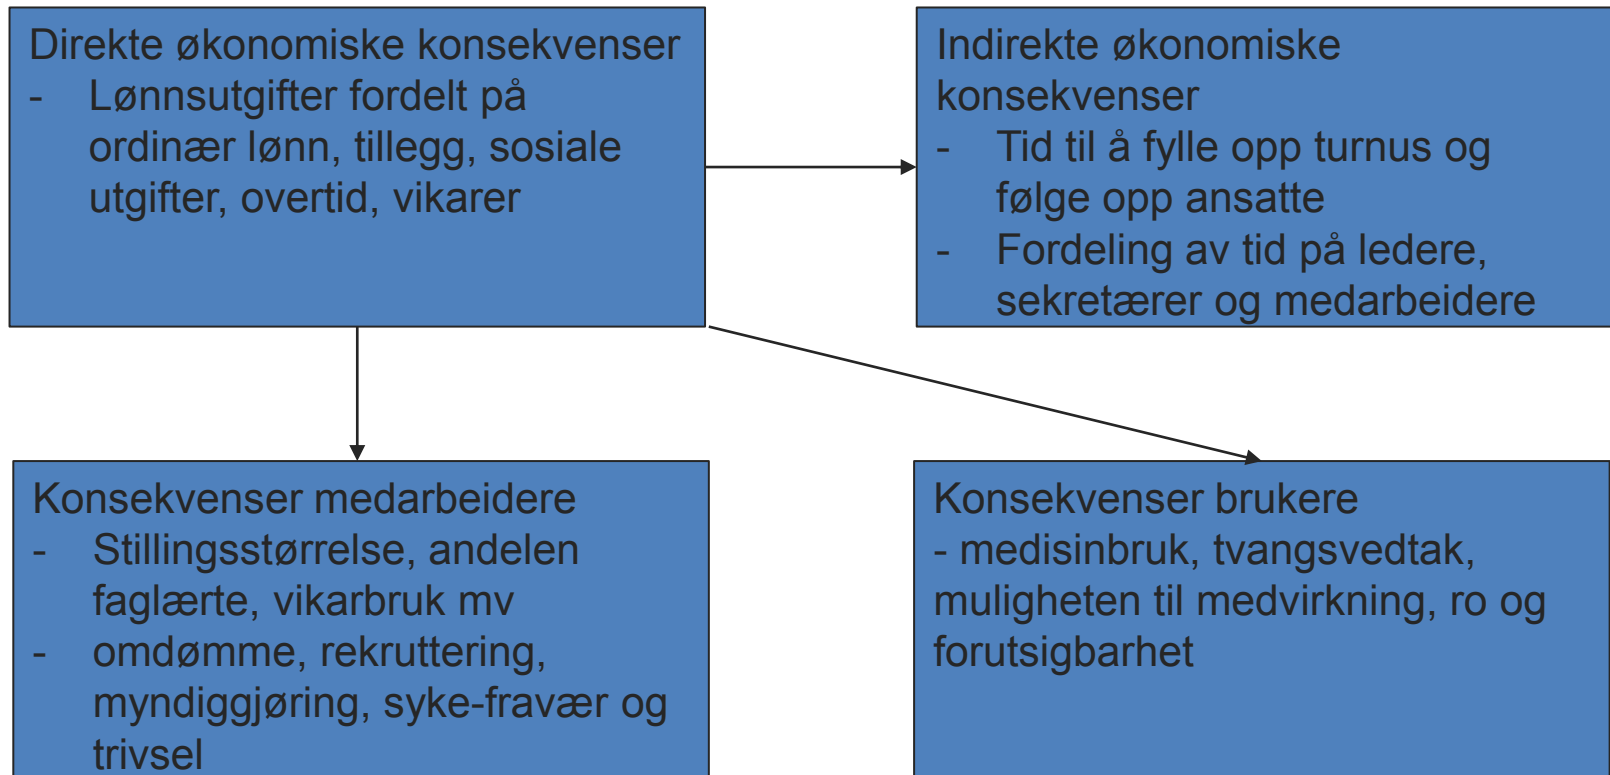 Direkte økonomiske konsekvenser
- Lønnsutgifter fordelt på
ordinær lønn, tillegg, sosiale
utgifter, overtid, vikarer
Indirekte økonomiske
konsekvenser
- Tid til å fylle opp turnus og
følge opp ansatte
- Fordeling av tid på ledere,
sekretærer og medarbeidere
Konsekvenser medarbeidere
- Stillingsstørrelse, andelen
faglærte, vikarbruk mv
- omdømme, rekruttering,
myndiggjøring, syke-fravær og
trivsel
Konsekvenser brukere
- medisinbruk, tvangsvedtak,
muligheten til medvirkning, ro og
forutsigbarhet